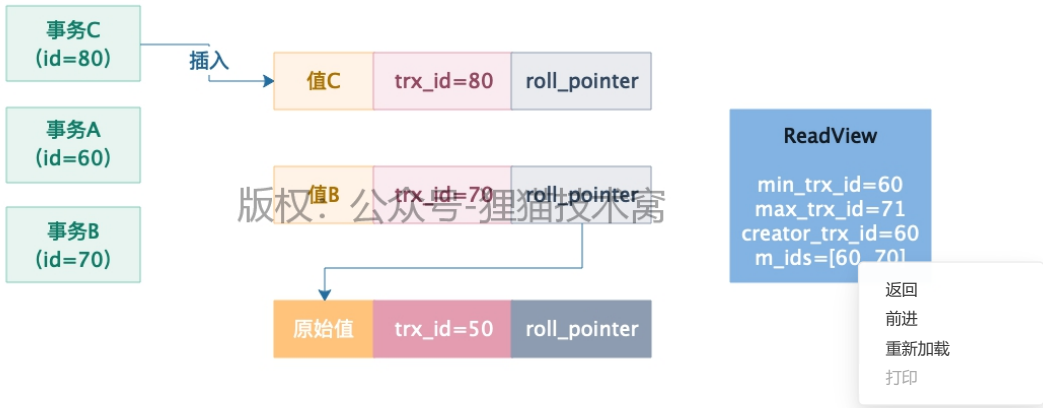 事务C
(id=80)
插入
值C
trx_id=80
roll_pointer
事务A
(id=60)
ReadView
min_trx_id=60
max_trx_id=71
creator_trx_id=60
m_ids=[60, 70]
值B
trx_id=70
roll_pointer
版权：公众号-狸猫技术窝
事务B
(id=70)
原始值
trx_id=50
roll_pointer
返回
前进
重新加载
打印